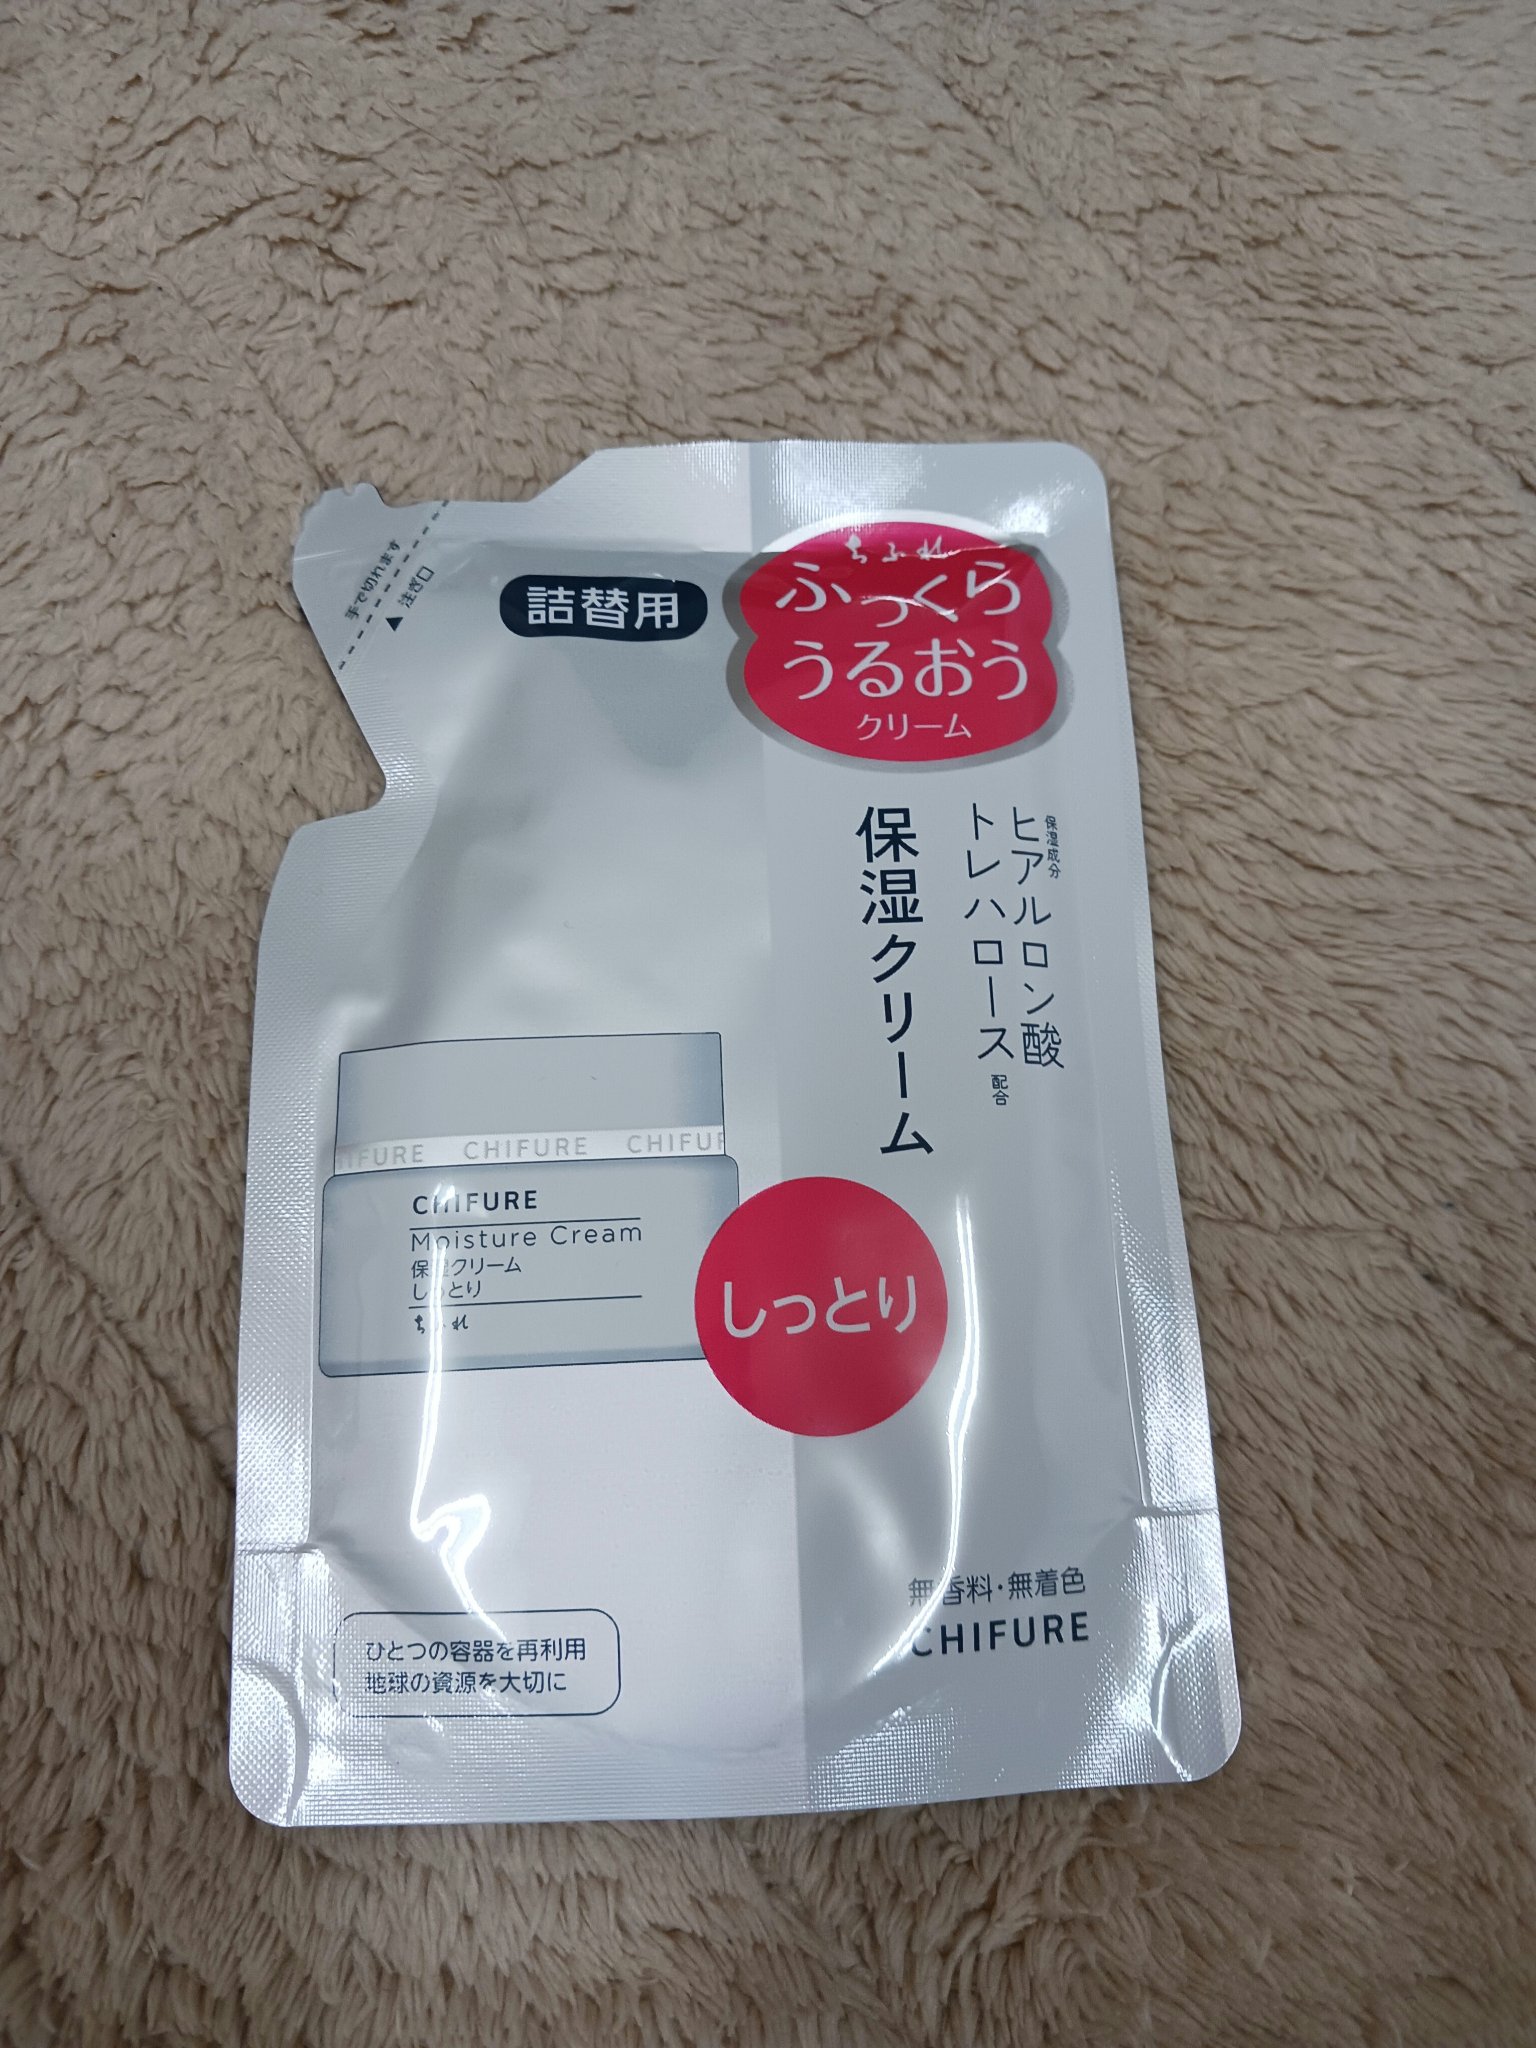 手で切れます
注ぎ口
詰替用
ちふれ
ふっくら
うるおう
クリーム
保湿成分
ヒアルロン酸
トレハロース配合
保湿クリーム
しっとり
CHIFURE CHIFURE CHIFUR
CHIFURE
Moisture Cream
保湿クリーム
しっとり
ちふれ
無香料・無着色
CHIFURE
ひとつの容器を再利用
地球の資源を大切に